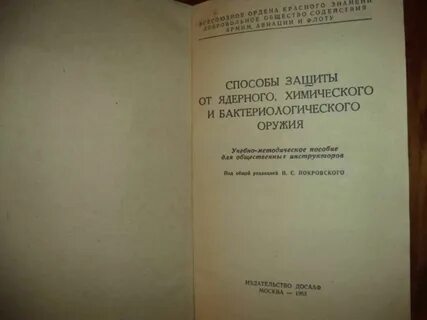 ВСЕСОЮЗНОЕ ОРДЕНА КРАСНОГО ЗНАМЕНИ
ДОБРОВОЛЬНОЕ ОБЩЕСТВО СОДЕЙСТВИЯ
АРМИИ, АВИАЦИИ И ФЛОТУ
СПОСОБЫ ЗАЩИТЫ
ОТ ЯДЕРНОГО, ХИМИЧЕСКОГО
И БАКТЕРИОЛОГИЧЕСКОГО
ОРУЖИЯ
Учебно-методическое пособие
для общественных инструкторов
Под общей редакцией ПОКРОВСКОГО
ИЗДАТЕЛЬСТВО ДОСААФ
МОСКВА —